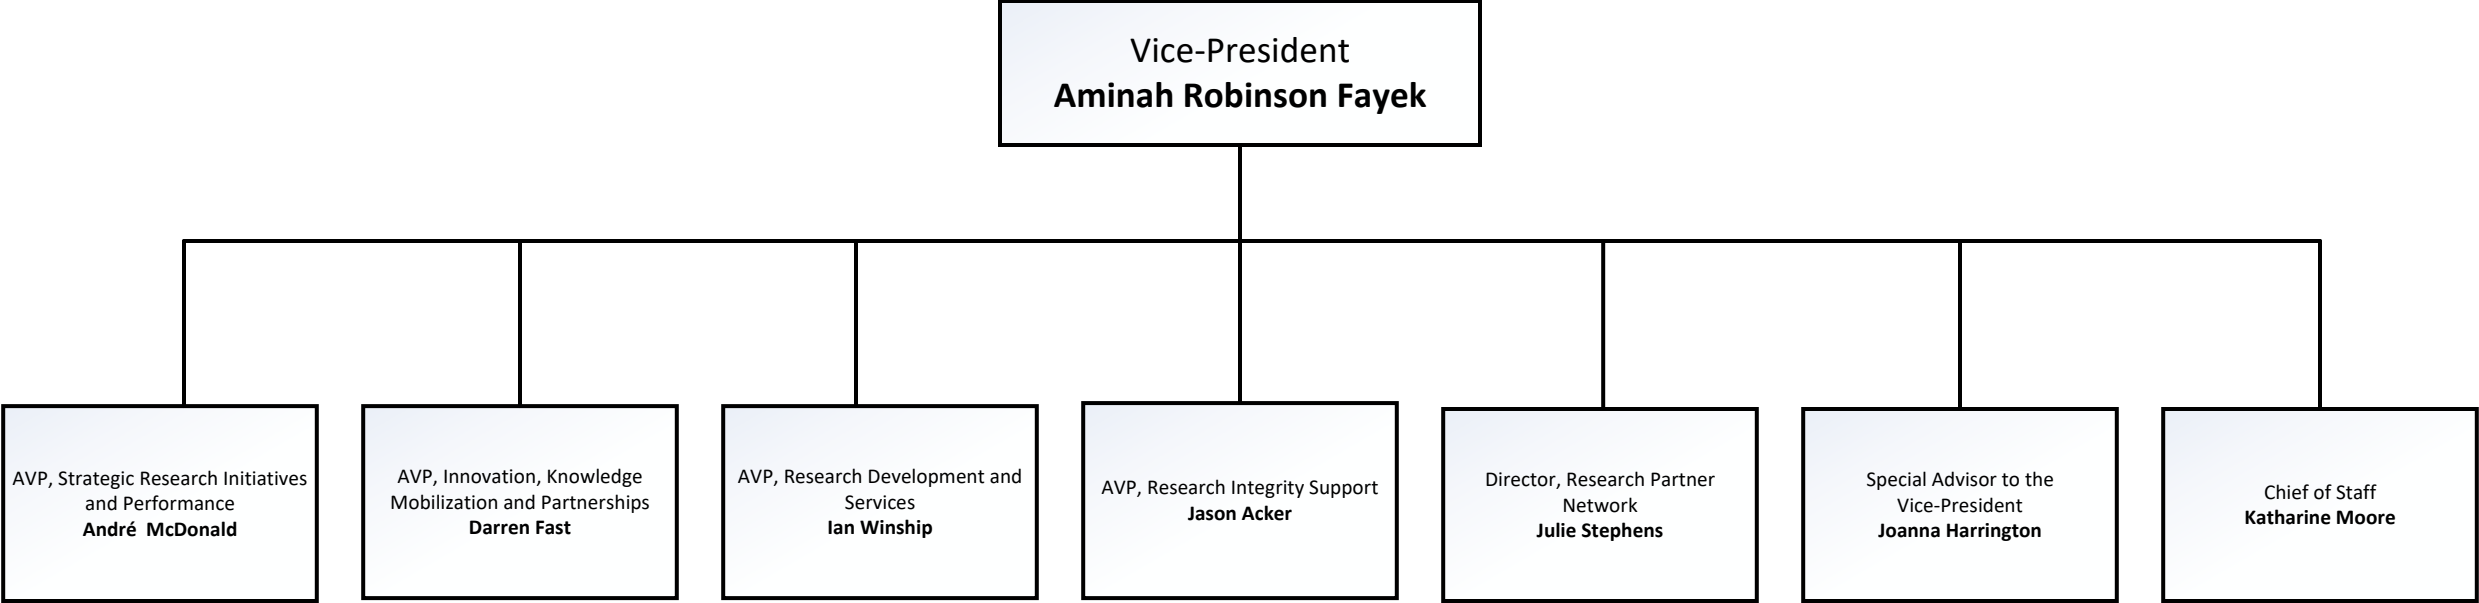 Vice-President
Aminah Robinson Fayek
AVP, Strategic Research Initiatives
and Performance
André  McDonald
AVP, Innovation, Knowledge
Mobilization and Partnerships
Darren Fast
AVP, Research Development and
Services
Ian Winship
AVP, Research Integrity Support
Jason Acker
Director, Research Partner
Network
Julie Stephens
Special Advisor to the
Vice-President
Joanna Harrington
Chief of Staff
Katharine Moore